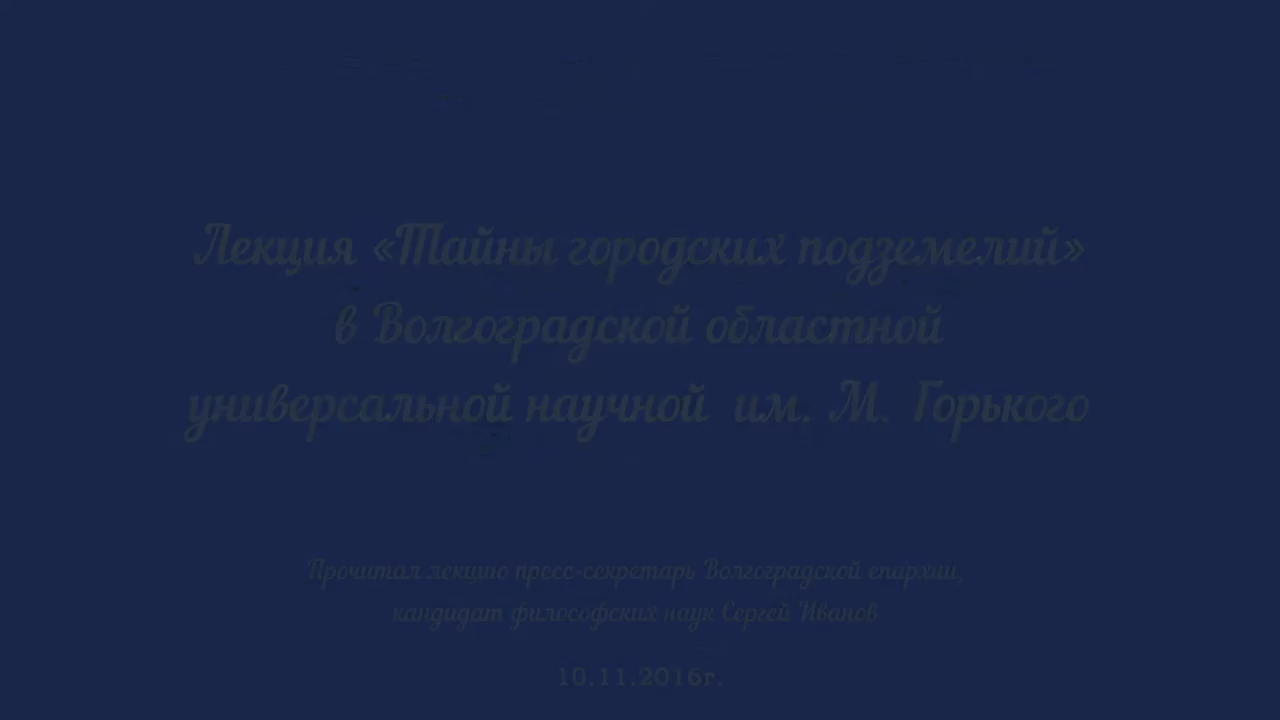 Лекция «Тайны городских подземелий»
в Волгоградской областной
универсальной научной им. М. Горького
Прочитал лекцию пресс-секретарь Волгоградской епархии,
кандидат философских наук Сергей Иванов
10.11.2016г.